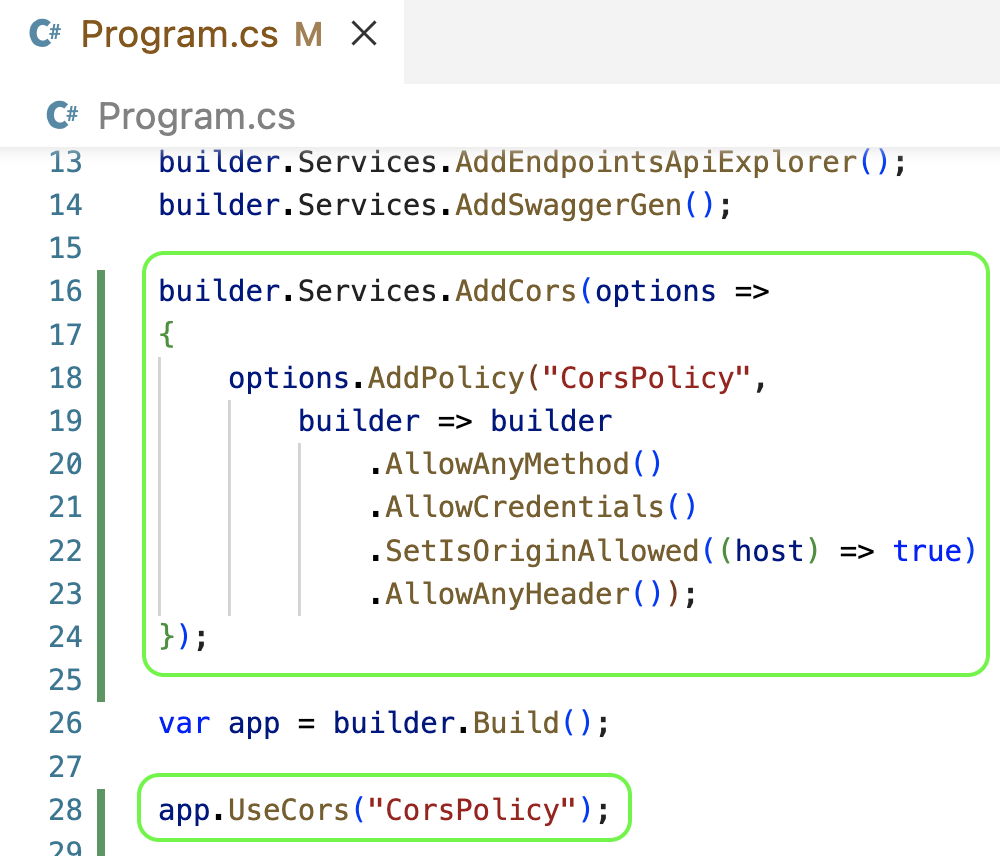 C# Program.cs M ×
C# Program.cs
13 builder.Services.AddEndpointsApiExplorer();
14 builder.Services.AddSwaggerGen();
15
16 builder.Services.AddCors(options =>
17 {
18     options.AddPolicy("CorsPolicy",
19         builder => builder
20             .AllowAnyMethod()
21             .AllowCredentials()
22             .SetIsOriginAllowed((host) => true)
23             .AllowAnyHeader());
24 });
25
26 var app = builder.Build();
27
28 app.UseCors("CorsPolicy");
29